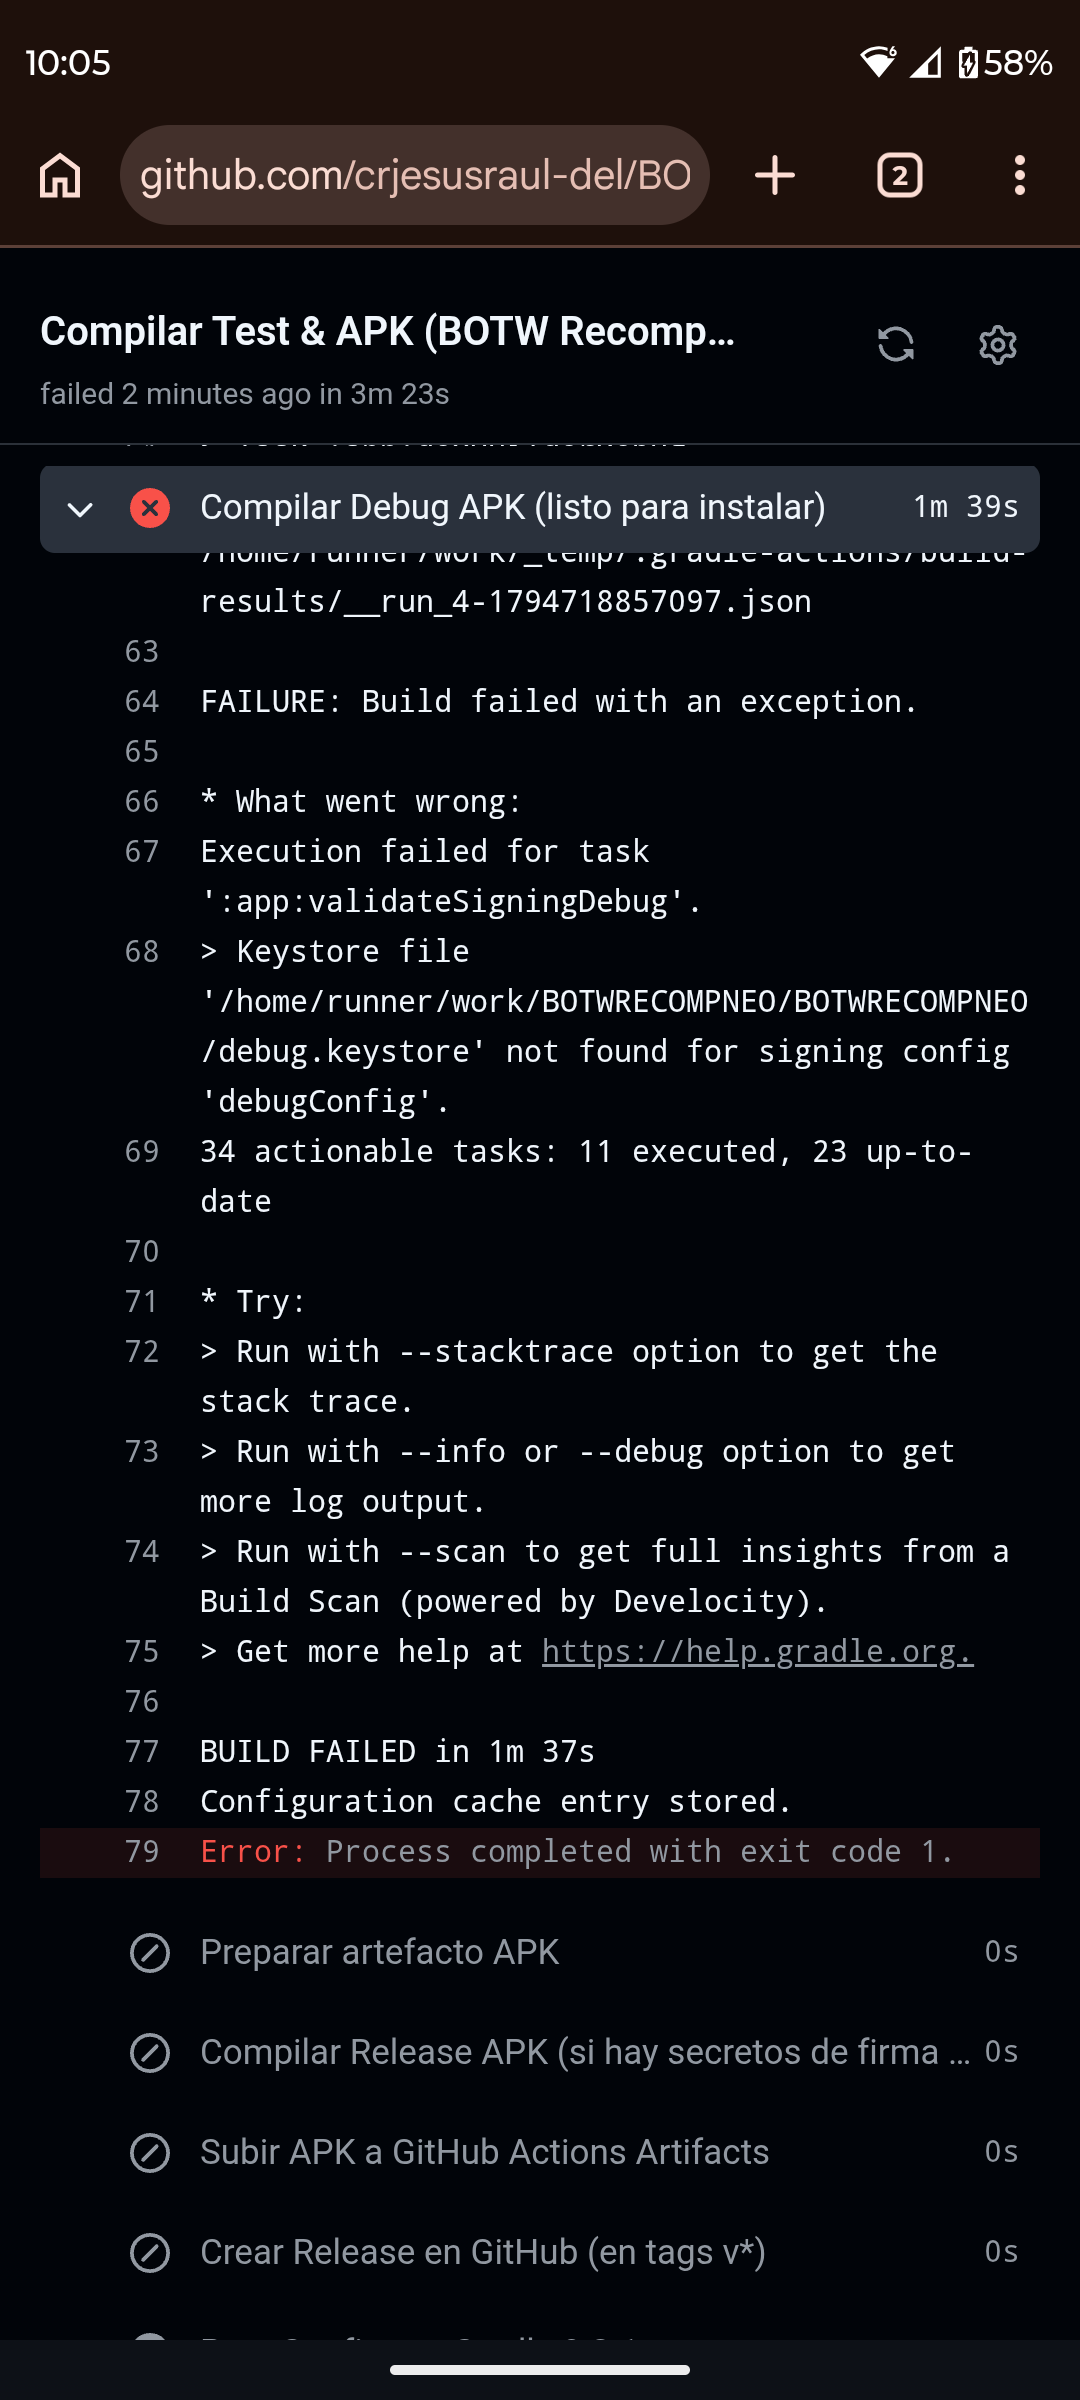 10:05
6
58%
github.com/crjesusraul-del/BO
2
Compilar Test & APK (BOTW Recomp...
failed 2 minutes ago in 3m 23s
Compilar Debug APK (listo para instalar) 1m 39s
/home/runner/work/_temp/.gradle-actions/build-
results/__run_4-1794718857097.json
63
64 FAILURE: Build failed with an exception.
65
66 * What went wrong:
67 Execution failed for task
':app:validateSigningDebug'.
68 > Keystore file
'/home/runner/work/BOTWRECOMPNEO/BOTWRECOMPNEO
/debug.keystore' not found for signing config
'debugConfig'.
69 34 actionable tasks: 11 executed, 23 up-to-
date
70
71 * Try:
72 > Run with --stacktrace option to get the
stack trace.
73 > Run with --info or --debug option to get
more log output.
74 > Run with --scan to get full insights from a
Build Scan (powered by Develocity).
75 > Get more help at https://help.gradle.org.
76
77 BUILD FAILED in 1m 37s
78 Configuration cache entry stored.
79 Error: Process completed with exit code 1.
Preparar artefacto APK 0s
Compilar Release APK (si hay secretos de firma ... 0s
Subir APK a GitHub Actions Artifacts 0s
Crear Release en GitHub (en tags v*) 0s